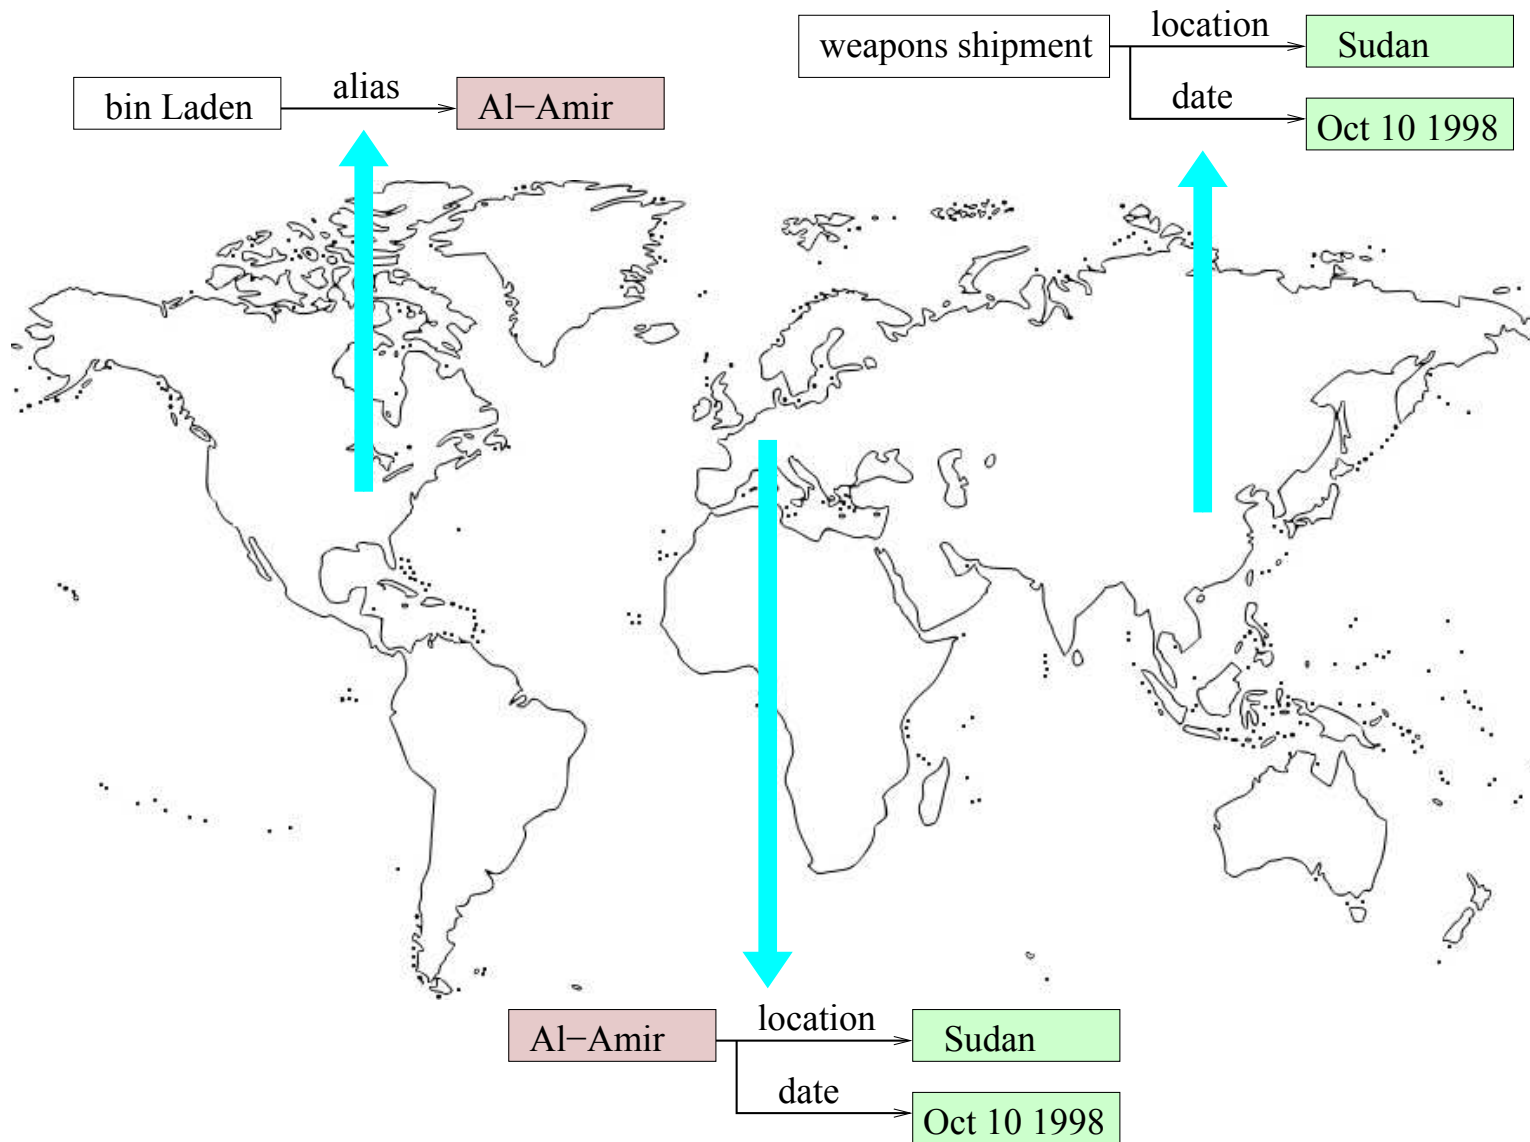 weapons shipment
location
Sudan
date
Oct 10 1998
bin Laden
alias
Al−Amir
Al−Amir
location
Sudan
date
Oct 10 1998